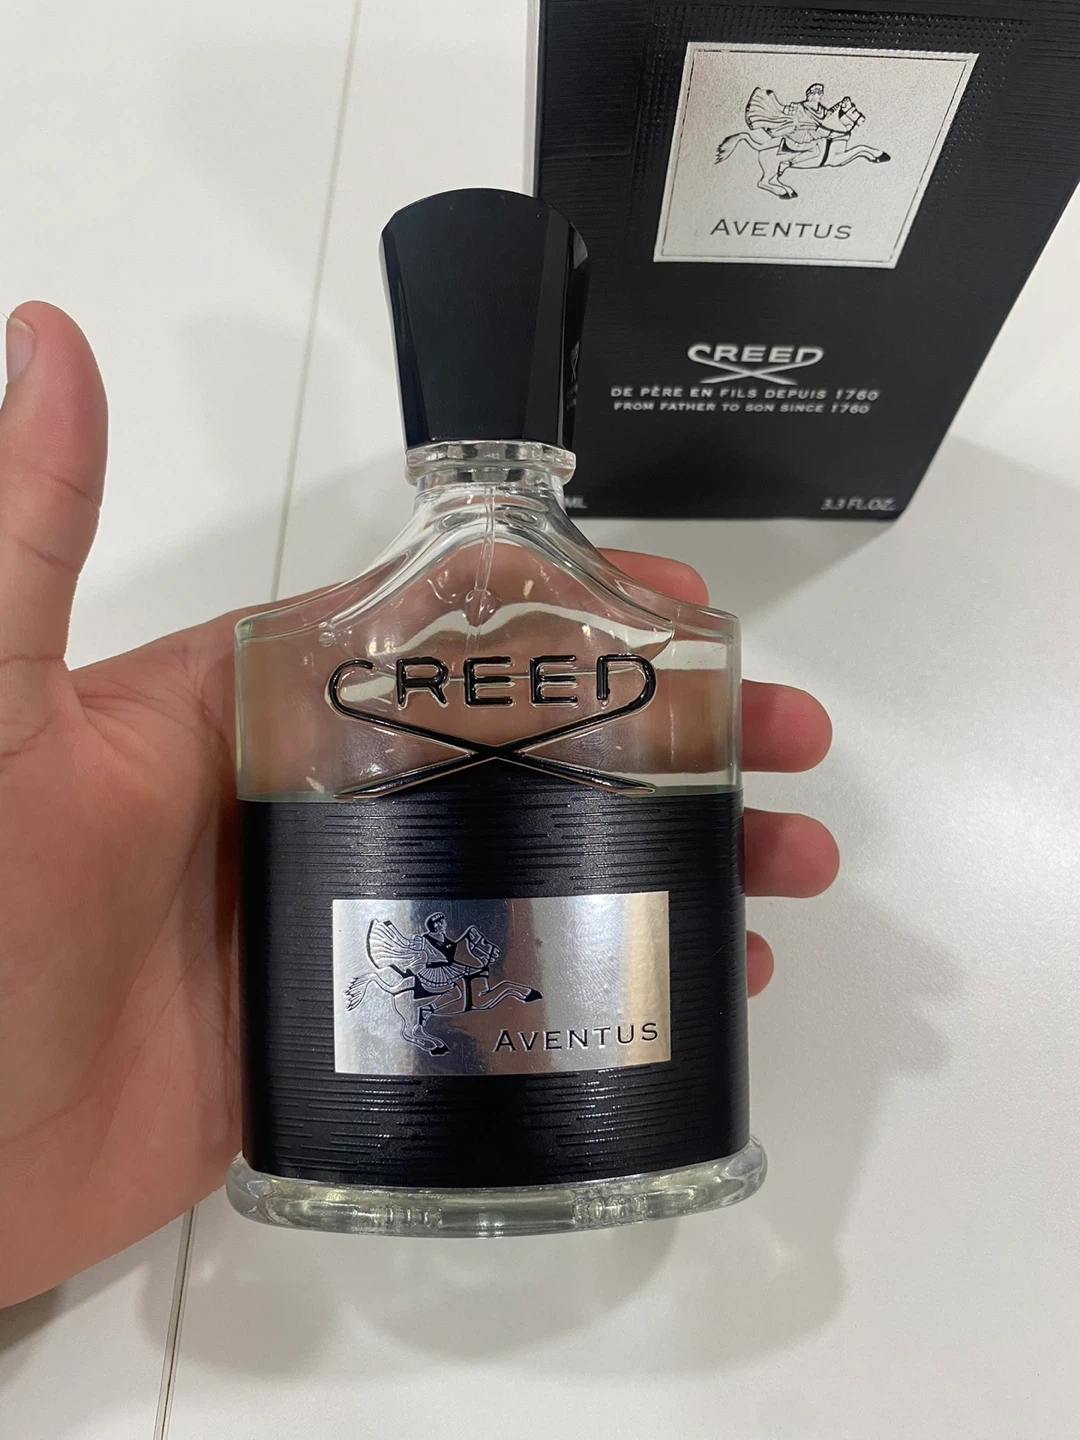 AVENTUS
CREED
DE PÈRE EN FILS DEPUIS 1760
FROM FATHER TO SON SINCE 1760
ML
3.3 FL.OZ.
CREED
AVENTUS